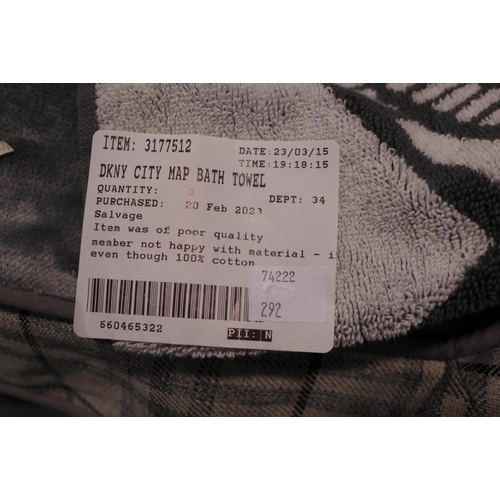 ITEM: 3177512 DATE:23/03/15
TIME:19:18:15
DKNY CITY MAP BATH TOWEL
QUANTITY: 2 DEPT: 34
PURCHASED: 20 Feb 2023
Salvage
Item was of poor quality
member not happy with material -
even though 100% cotton
74222
292
660465322 PII: N